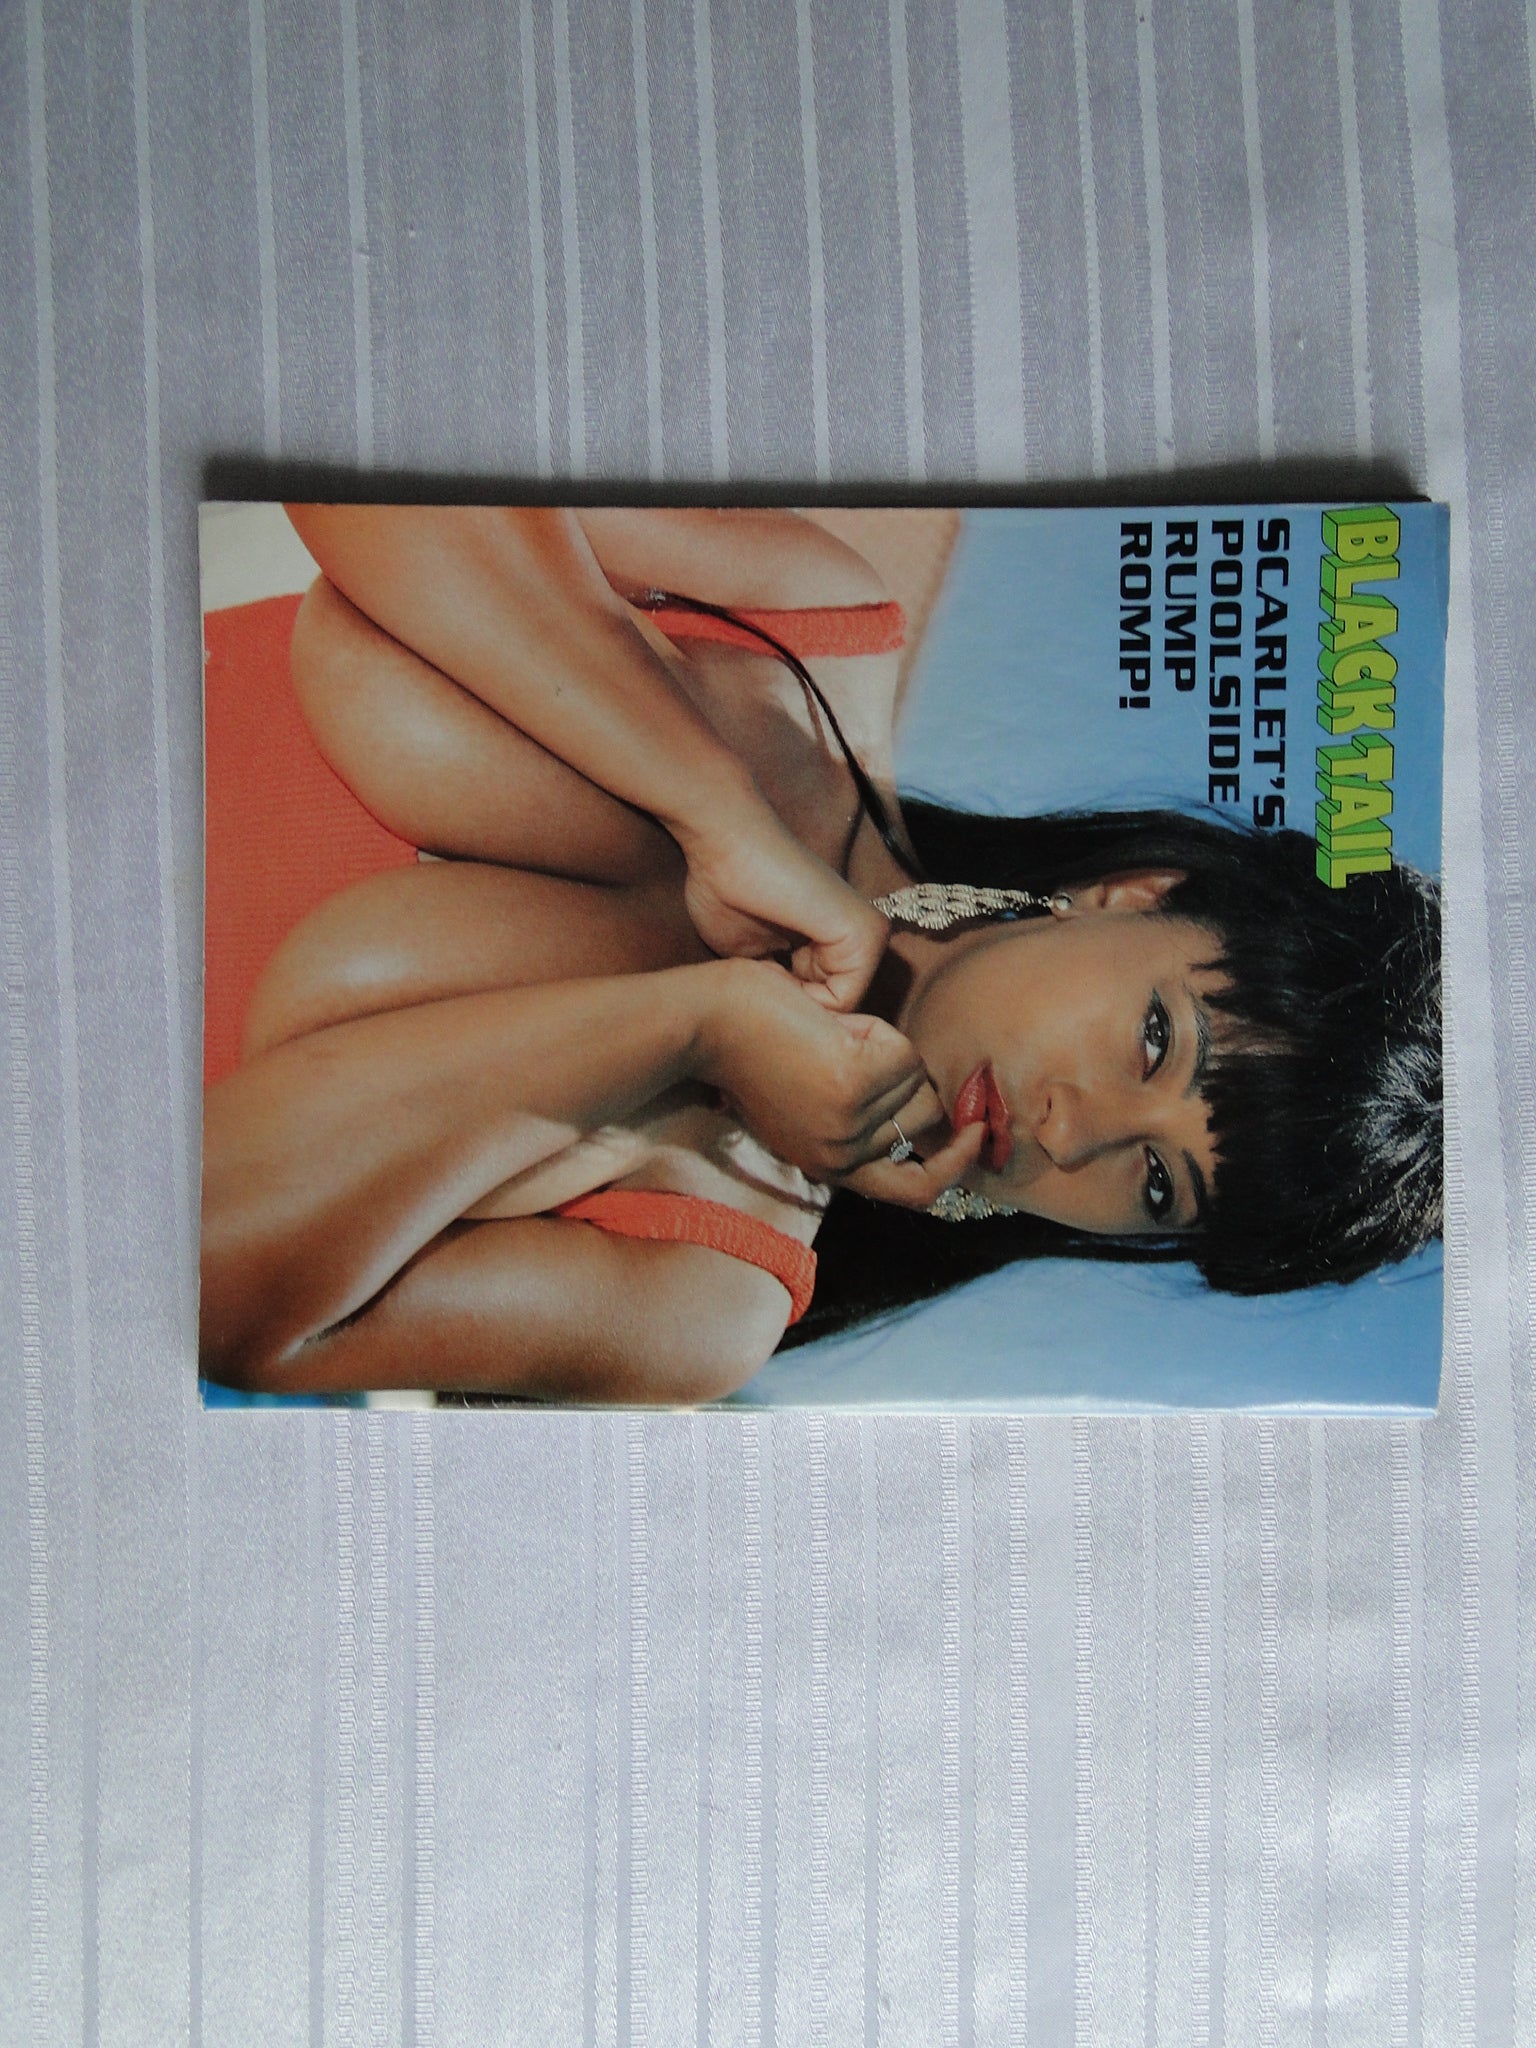 BLACK TAIL
SCARLET'S
POOLSIDE
RUMP
ROMP!